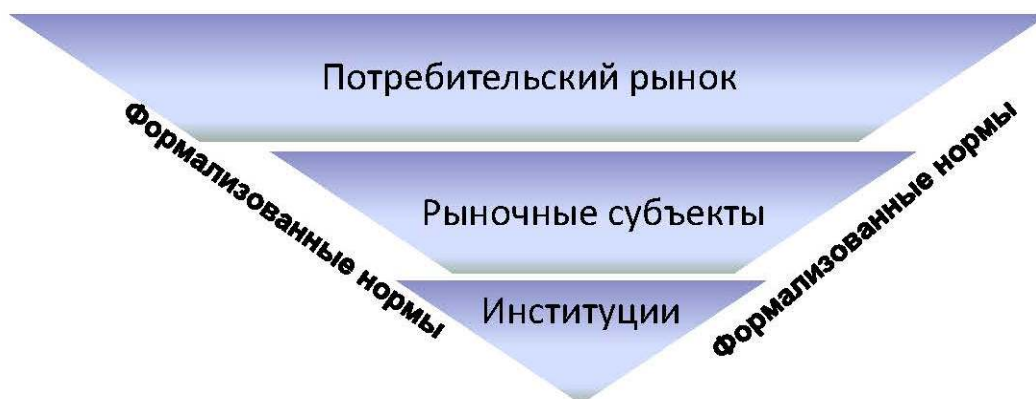 Потребительский рынок
Формализованные нормы
Формализованные нормы
Рыночные субъекты
Институции